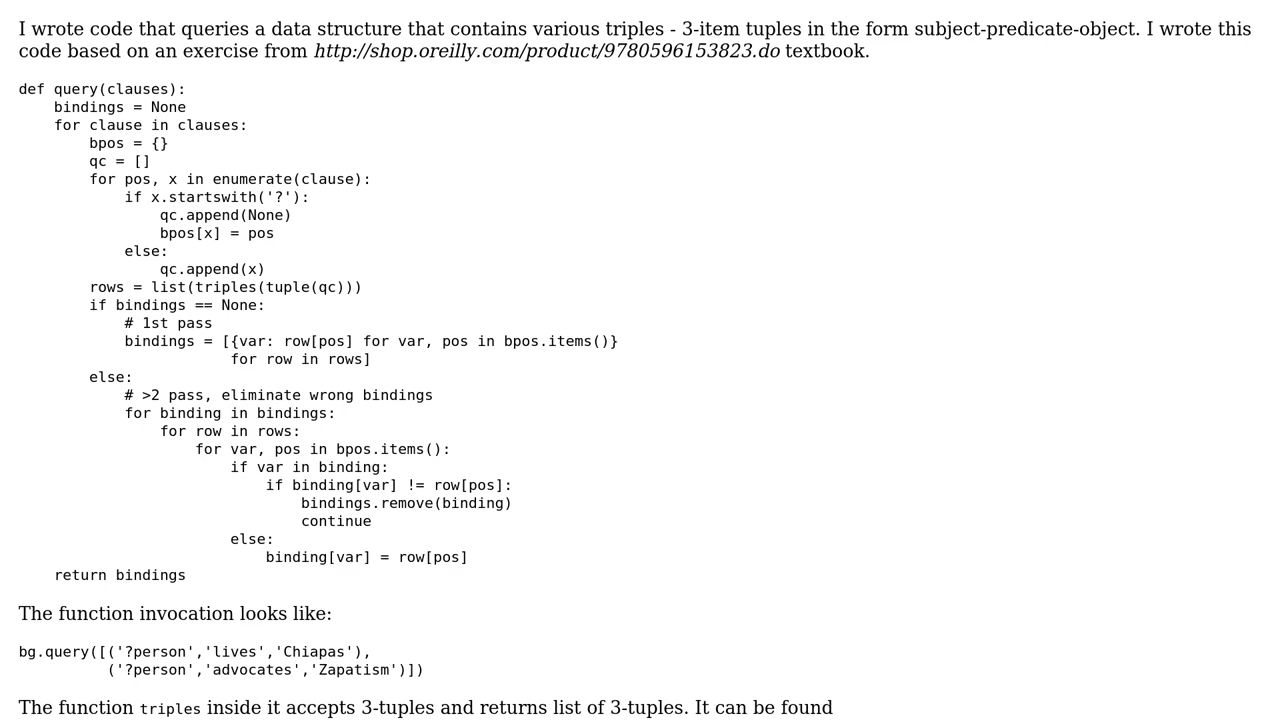 I wrote code that queries a data structure that contains various triples - 3-item tuples in the form subject-predicate-object. I wrote this
code based on an exercise from http://shop.oreilly.com/product/9780596153823.do textbook.
def query(clauses):
    bindings = None
    for clause in clauses:
        bpos = {}
        qc = []
        for pos, x in enumerate(clause):
            if x.startswith('?'):
                qc.append(None)
                bpos[x] = pos
            else:
                qc.append(x)
        rows = list(triples(tuple(qc)))
        if bindings == None:
            # 1st pass
            bindings = [{var: row[pos] for var, pos in bpos.items()}
                        for row in rows]
        else:
            # >2 pass, eliminate wrong bindings
            for binding in bindings:
                for row in rows:
                    for var, pos in bpos.items():
                        if var in binding:
                            if binding[var] != row[pos]:
                                bindings.remove(binding)
                                continue
                        else:
                            binding[var] = row[pos]
    return bindings
The function invocation looks like:
bg.query([('?person','lives','Chiapas'),
          ('?person','advocates','Zapatism')])
The function triples inside it accepts 3-tuples and returns list of 3-tuples. It can be found